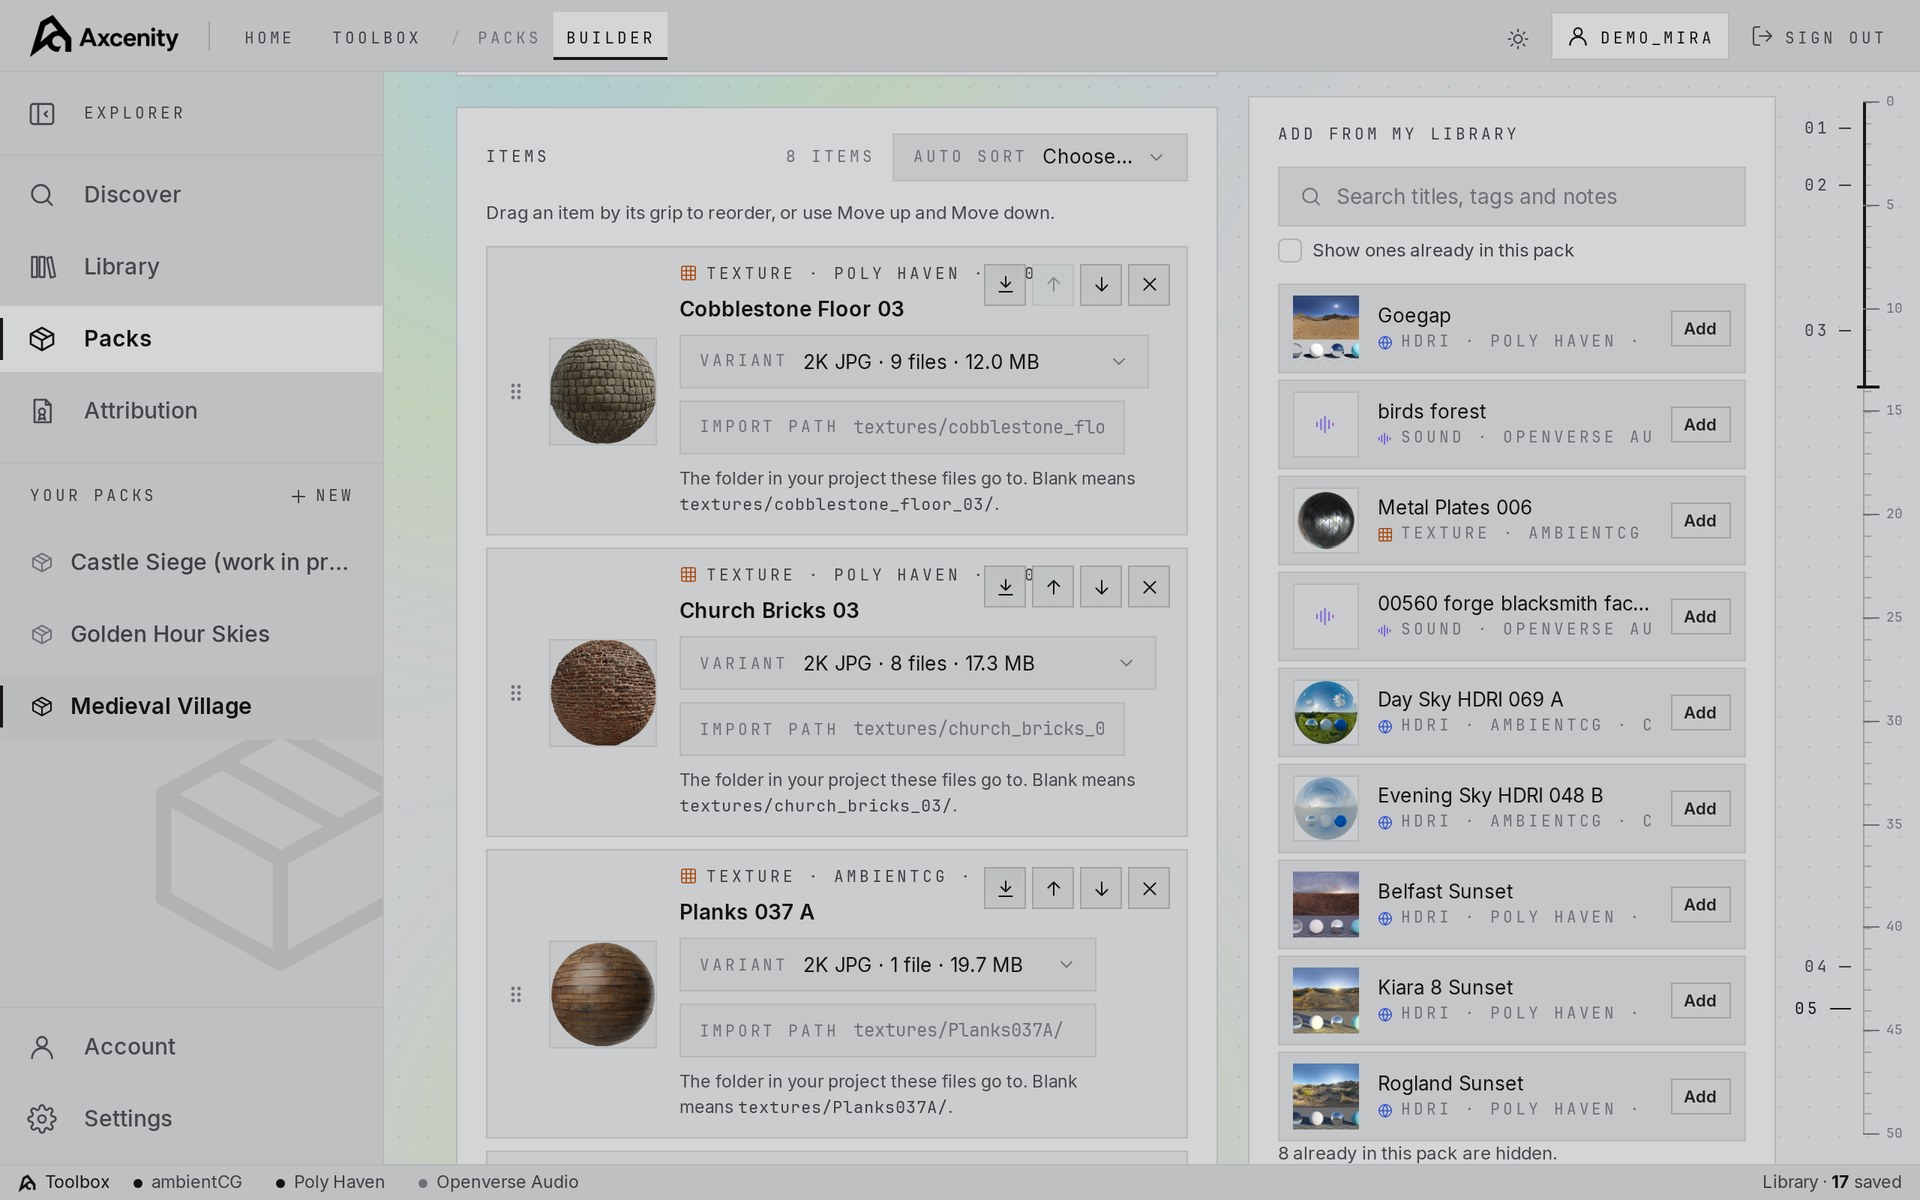 Axcenity
HOME
TOOLBOX
/ PACKS
BUILDER
DEMO_MIRA
SIGN OUT
EXPLORER
Discover
Library
Packs
Attribution
YOUR PACKS
+ NEW
Castle Siege (work in pr...
Golden Hour Skies
Medieval Village
Account
Settings
ITEMS
8 ITEMS
AUTO SORT Choose...
Drag an item by its grip to reorder, or use Move up and Move down.
TEXTURE · POLY HAVEN ·
Cobblestone Floor 03
VARIANT 2K JPG · 9 files · 12.0 MB
IMPORT PATH textures/cobblestone_flo
The folder in your project these files go to. Blank means
textures/cobblestone_floor_03/.
TEXTURE · POLY HAVEN ·
Church Bricks 03
VARIANT 2K JPG · 8 files · 17.3 MB
IMPORT PATH textures/church_bricks_0
The folder in your project these files go to. Blank means
textures/church_bricks_03/.
TEXTURE · AMBIENTCG ·
Planks 037 A
VARIANT 2K JPG · 1 file · 19.7 MB
IMPORT PATH textures/Planks037A/
The folder in your project these files go to. Blank
means textures/Planks037A/.
ADD FROM MY LIBRARY
Search titles, tags and notes
Show ones already in this pack
Goegap
HDRI · POLY HAVEN ·
Add
birds forest
SOUND · OPENVERSE AU
Add
Metal Plates 006
TEXTURE · AMBIENTCG
Add
00560 forge blacksmith fac...
SOUND · OPENVERSE AU
Add
Day Sky HDRI 069 A
HDRI · AMBIENTCG · C
Add
Evening Sky HDRI 048 B
HDRI · AMBIENTCG · C
Add
Belfast Sunset
HDRI · POLY HAVEN ·
Add
Kiara 8 Sunset
HDRI · POLY HAVEN ·
Add
Rogland Sunset
HDRI · POLY HAVEN ·
Add
8 already in this pack are hidden.
01
02
03
04
05
0
5
10
15
20
25
30
35
40
45
50
Toolbox
ambientCG
Poly Haven
Openverse Audio
Library · 17 saved